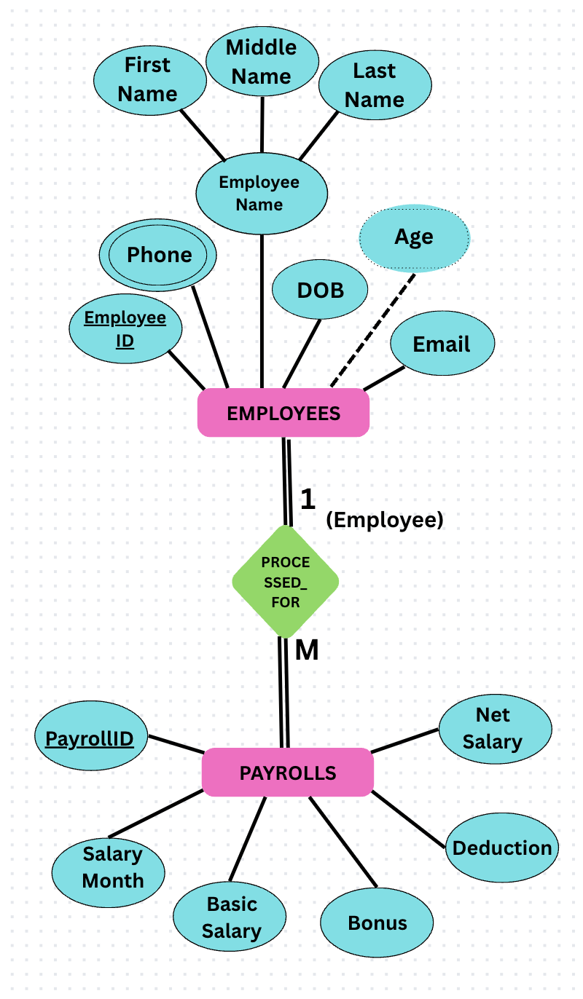 First
Name
Middle
Name
Last
Name
Employee
Name
Phone
Age
DOB
Employee
ID
Email
EMPLOYEES
1
(Employee)
PROCE
SSED_
FOR
M
PayrollID
Net
Salary
PAYROLLS
Salary
Month
Deduction
Basic
Salary
Bonus